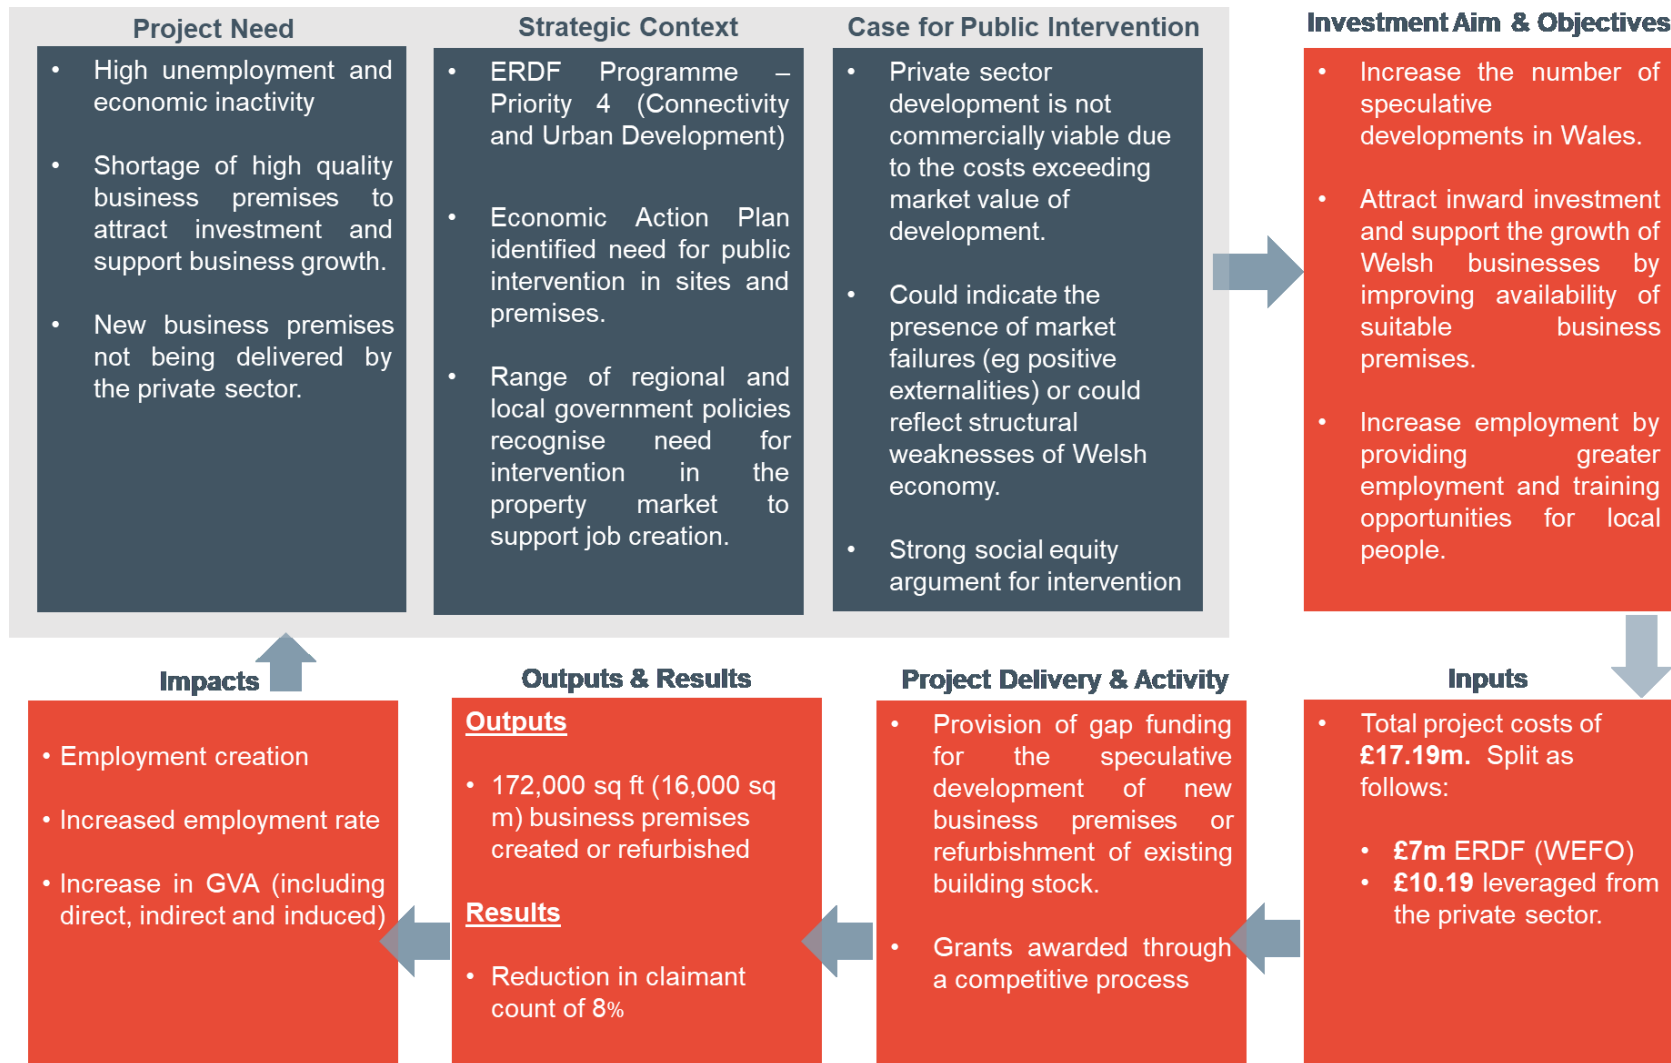 Project Need
• High unemployment and
economic inactivity
• Shortage of high quality
business premises to
attract investment and
support business growth.
• New business premises
not being delivered by
the private sector.
Strategic Context
• ERDF Programme –
Priority 4 (Connectivity
and Urban Development)
• Economic Action Plan
identified need for public
intervention in sites and
premises.
• Range of regional and
local government policies
recognise need for
intervention in the
property market to
support job creation.
Case for Public Intervention
• Private sector
development is not
commercially viable due
to the costs exceeding
market value of
development.
• Could indicate the
presence of market
failures (eg positive
externalities) or could
reflect structural
weaknesses of Welsh
economy.
• Strong social equity
argument for intervention
Investment Aim & Objectives
• Increase the number of
speculative
developments in Wales.
• Attract inward investment
and support the growth of
Welsh businesses by
improving availability of
suitable business
premises.
• Increase employment by
providing greater
employment and training
opportunities for local
people.
Inputs
• Total project costs of
£17.19m. Split as
follows:
• £7m ERDF (WEFO)
• £10.19 leveraged from
the private sector.
Project Delivery & Activity
• Provision of gap funding
for the speculative
development of new
business premises or
refurbishment of existing
building stock.
• Grants awarded through
a competitive process
Outputs & Results
Outputs
• 172,000 sq ft (16,000 sq
m) business premises
created or refurbished
Results
• Reduction in claimant
count of 8%
Impacts
• Employment creation
• Increased employment rate
• Increase in GVA (including
direct, indirect and induced)